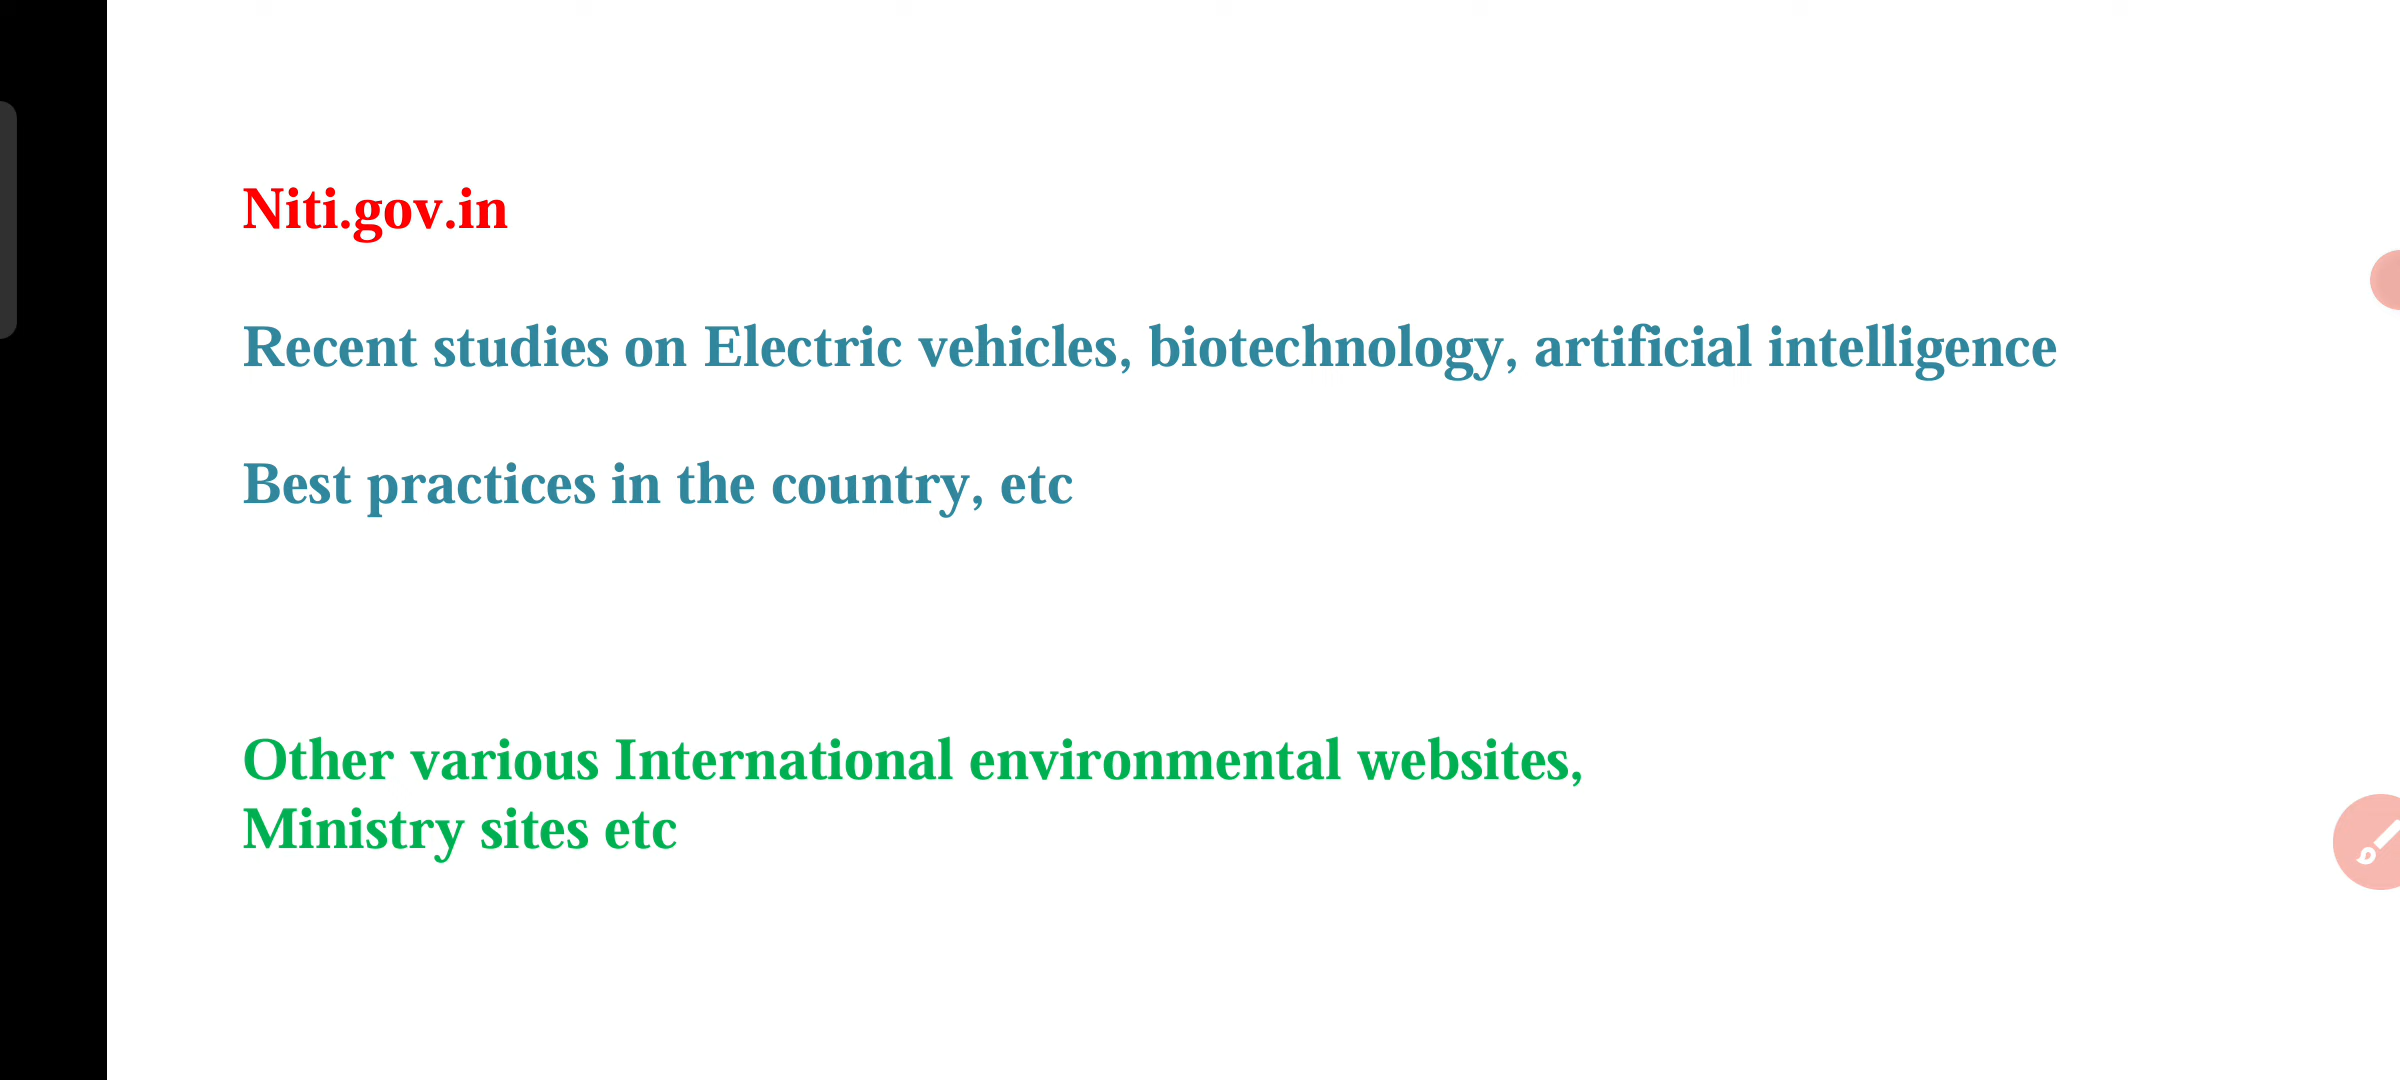 Niti.gov.in
Recent studies on Electric vehicles, biotechnology, artificial intelligence
Best practices in the country, etc
Other various International environmental websites,
Ministry sites etc